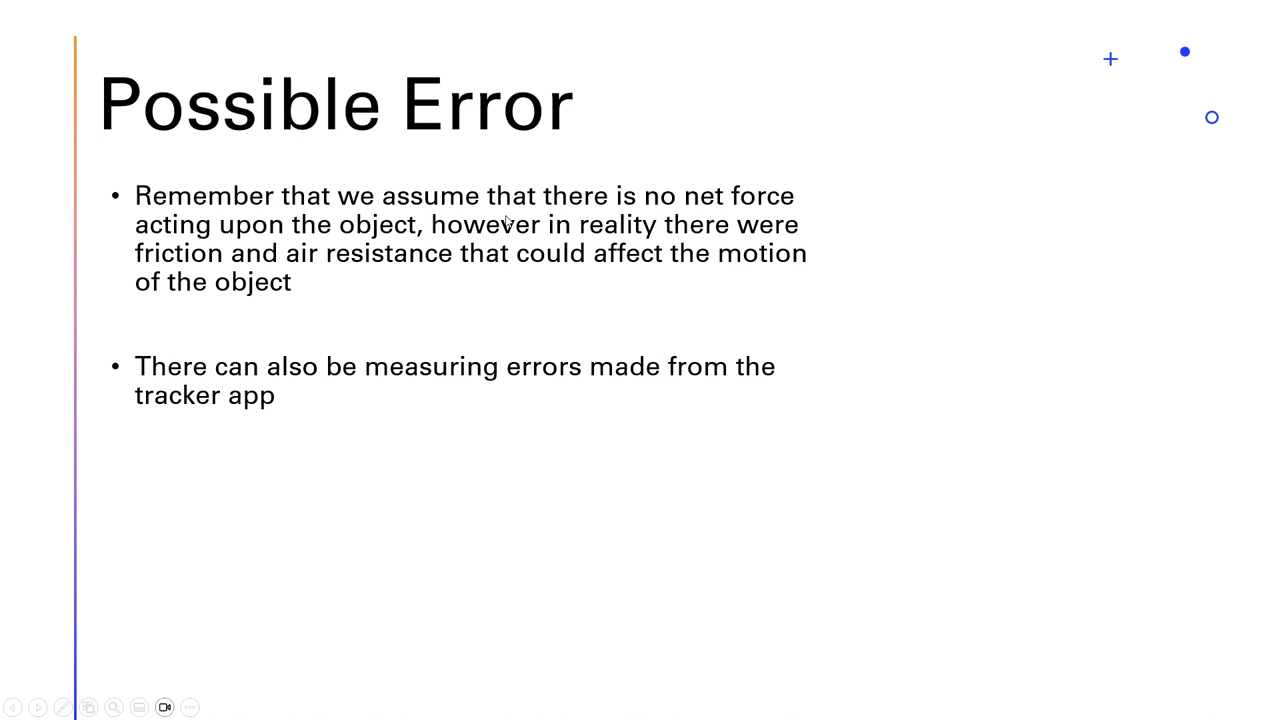 Possible Error
• Remember that we assume that there is no net force
acting upon the object, however in reality there were
friction and air resistance that could affect the motion
of the object
• There can also be measuring errors made from the
tracker app